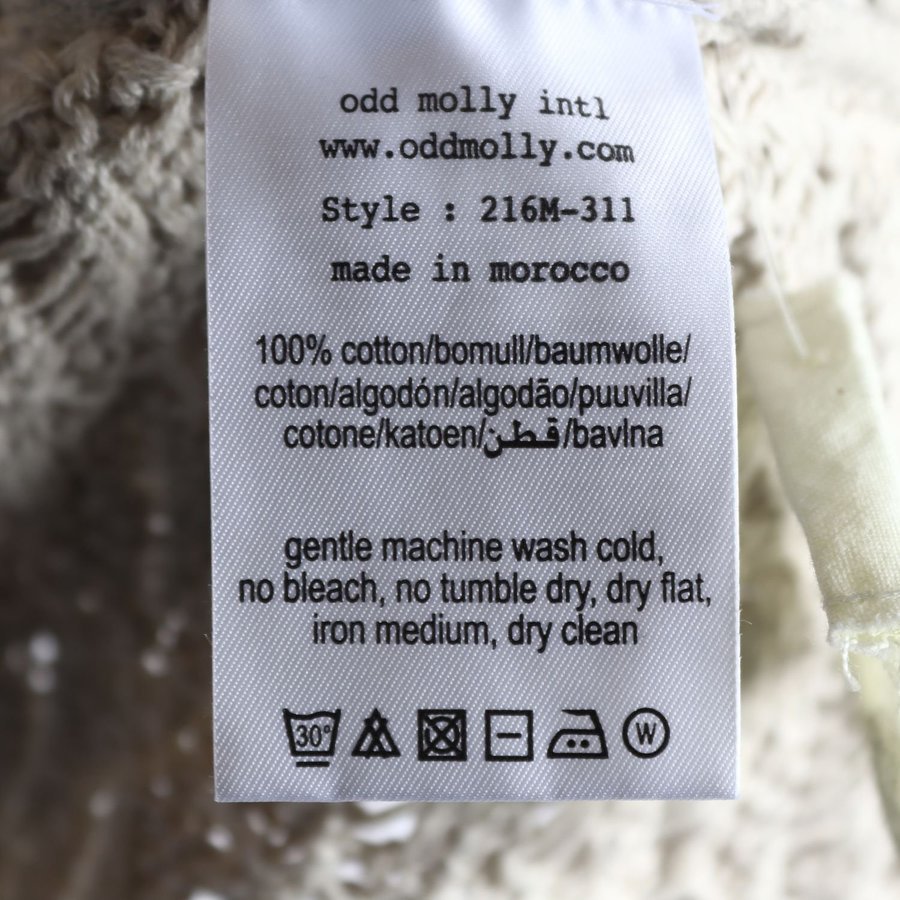 odd molly intl
www.oddmolly.com
Style : 216M-311
made in morocco
100% cotton/bomull/baumwolle/
coton/algodón/algodão/puuvilla/
cotone/katoen/قطن/bavlna
gentle machine wash cold,
no bleach, no tumble dry, dry flat,
iron medium, dry clean
30° W